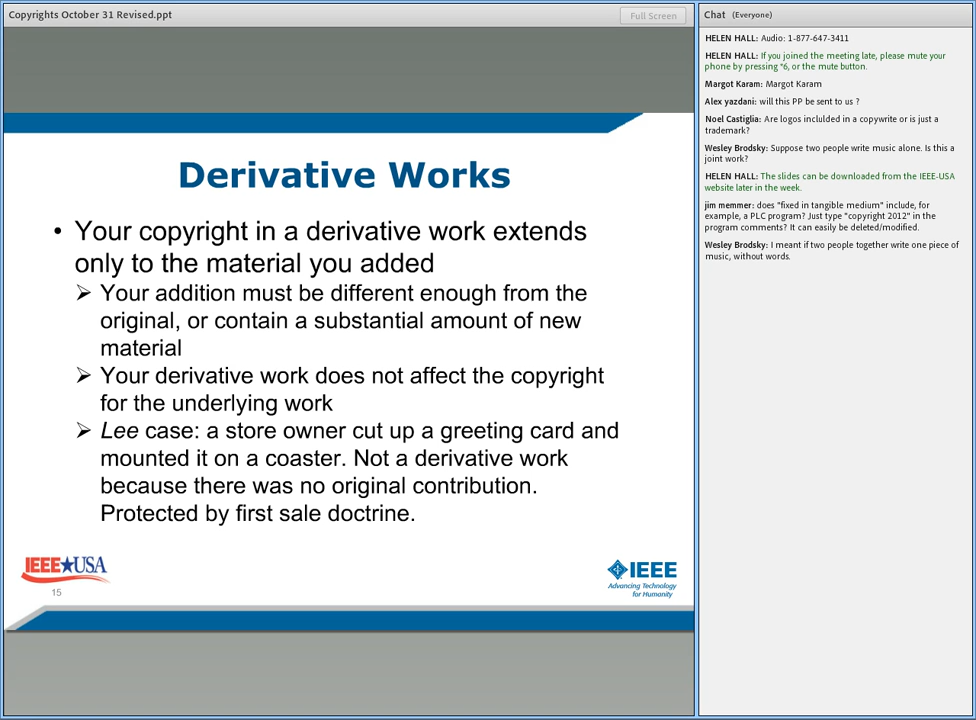 Copyrights October 31 Revised.ppt
Full Screen
Derivative Works
• Your copyright in a derivative work extends
only to the material you added
➢ Your addition must be different enough from the
original, or contain a substantial amount of new
material
➢ Your derivative work does not affect the copyright
for the underlying work
➢ Lee case: a store owner cut up a greeting card and
mounted it on a coaster. Not a derivative work
because there was no original contribution.
Protected by first sale doctrine.
IEEE★USA
15
IEEE
Advancing Technology
for Humanity
Chat (Everyone)
HELEN HALL: Audio: 1-877-647-3411
HELEN HALL: If you joined the meeting late, please mute your
phone by pressing *6, or the mute button.
Margot Karam: Margot Karam
Alex yazdani: will this PP be sent to us ?
Noel Castiglia: Are logos inclulded in a copywrite or is just a
trademark?
Wesley Brodsky: Suppose two people write music alone. Is this a
joint work?
HELEN HALL: The slides can be downloaded from the IEEE-USA
website later in the week.
jim memmer: does "fixed in tangible medium" include, for
example, a PLC program? Just type "copyright 2012" in the
program comments? It can easily be deleted/modified.
Wesley Brodsky: I meant if two people together write one piece of
music, without words.